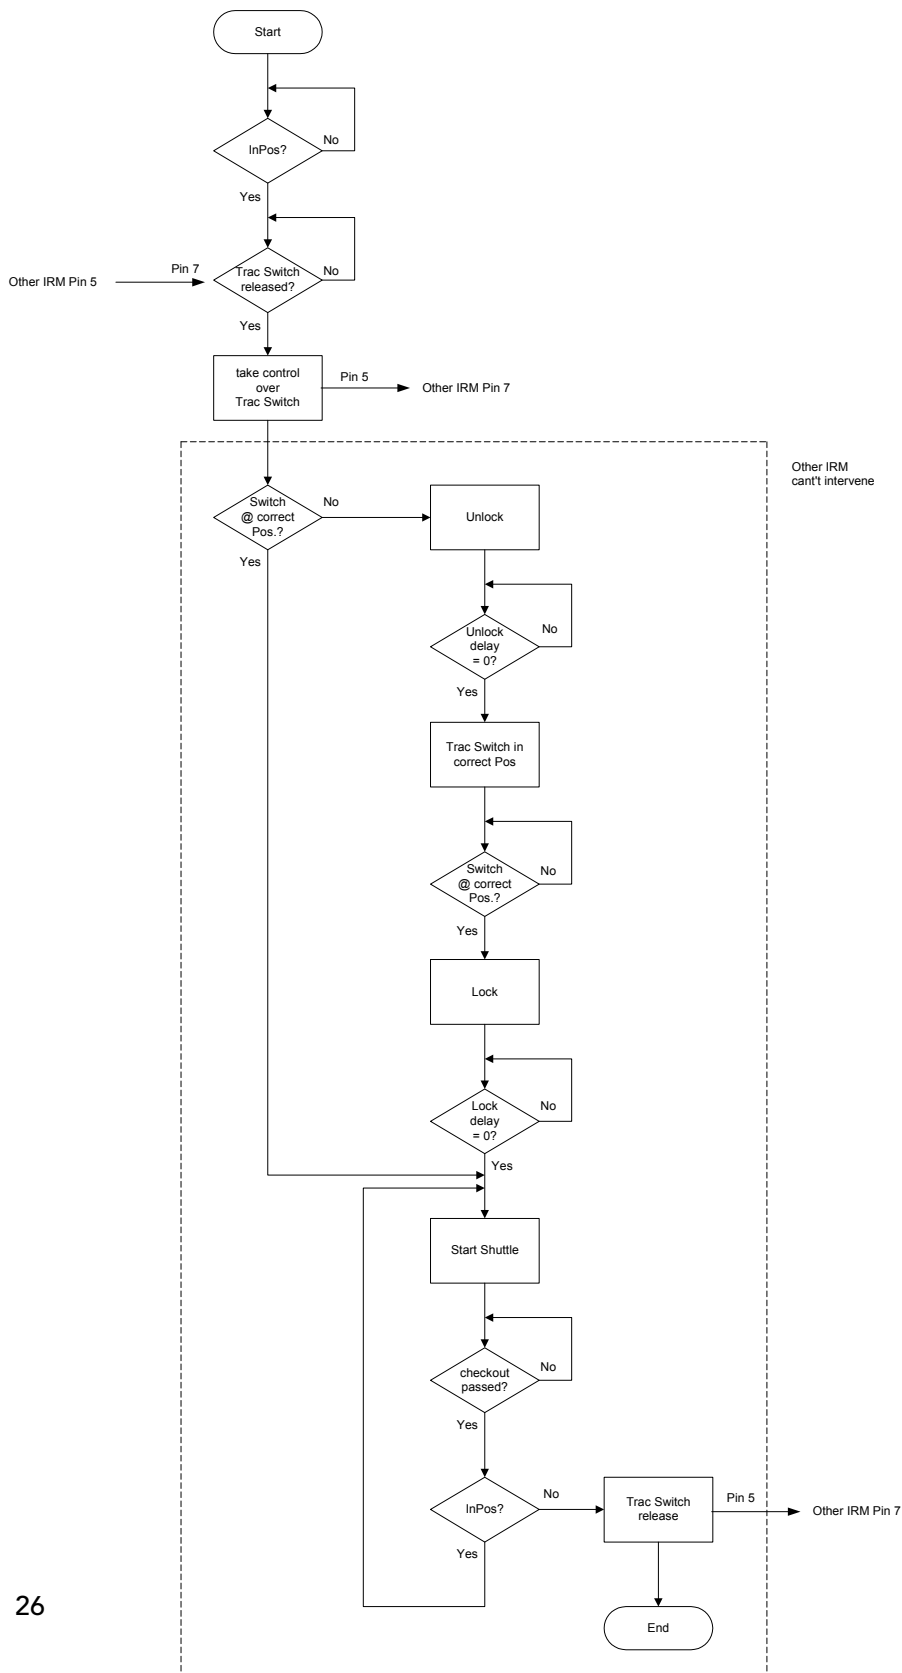 Start
InPos?
No
Yes
Other IRM Pin 5
Pin 7
Trac Switch
released?
No
Yes
take control
over
Trac Switch
Pin 5
Other IRM Pin 7
Other IRM
cant't intervene
Switch
@ correct
Pos.?
No
Yes
Unlock
Unlock
delay
= 0?
No
Yes
Trac Switch in
correct Pos
Switch
@ correct
Pos.?
No
Yes
Lock
Lock
delay
= 0?
No
Yes
Start Shuttle
checkout
passed?
No
Yes
InPos?
No
Yes
Trac Switch
release
Pin 5
Other IRM Pin 7
End
26